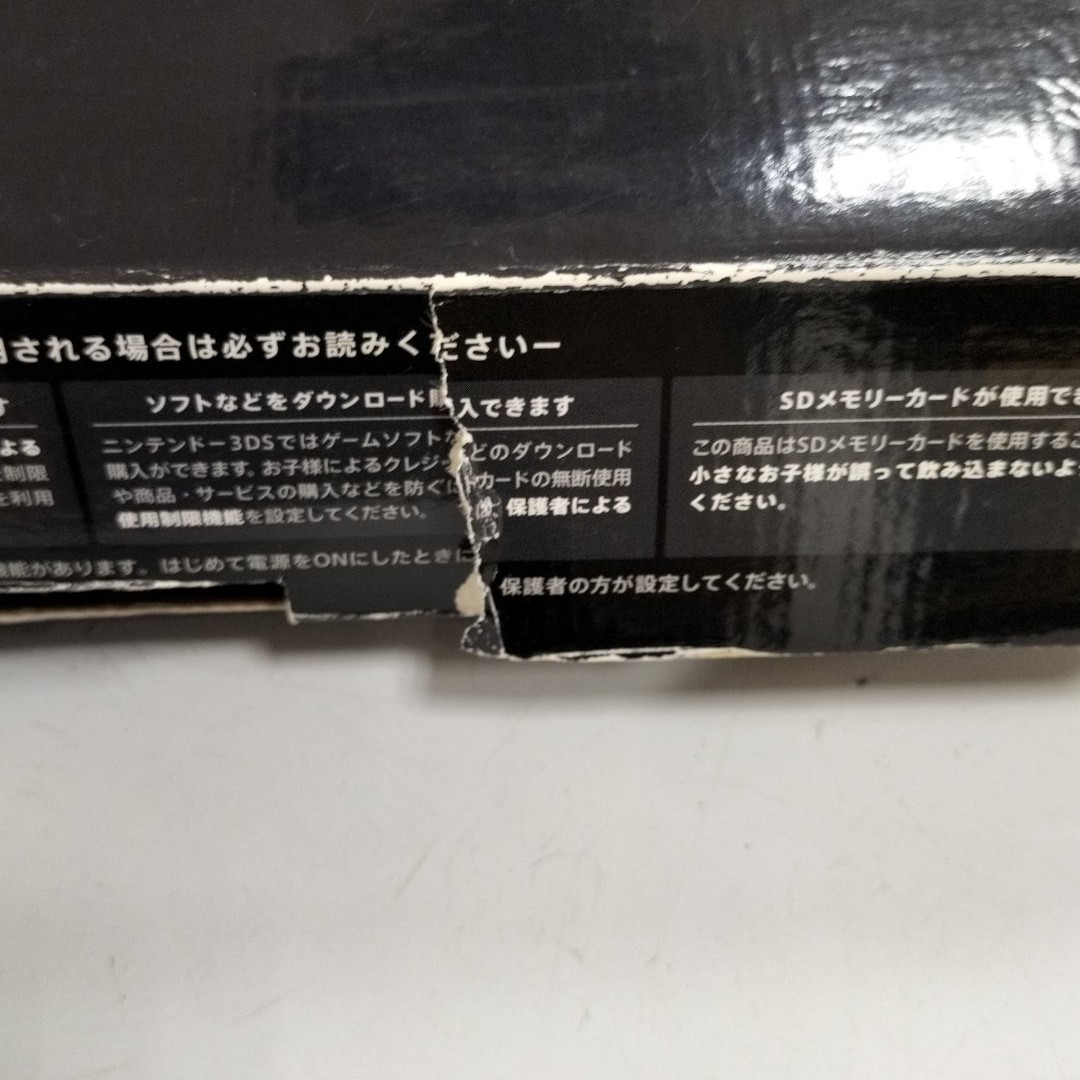 される場合は必ずお読みくださいー
す
よる
制限
を利用
ソフトなどをダウンロード購入できます
ニンテンドー3DSではゲームソフトなどのダウンロード
購入ができます。お子様によるクレジットカードの無断使用
や商品・サービスの購入などを防ぐ 保護者による
使用制限機能を設定してください。
SDメモリーカードが使用でき
この商品はSDメモリーカードを使用するこ
小さなお子様が誤って飲み込まないよ
ください。
機能があります。はじめて電源をONにしたときに 保護者の方が設定してください。